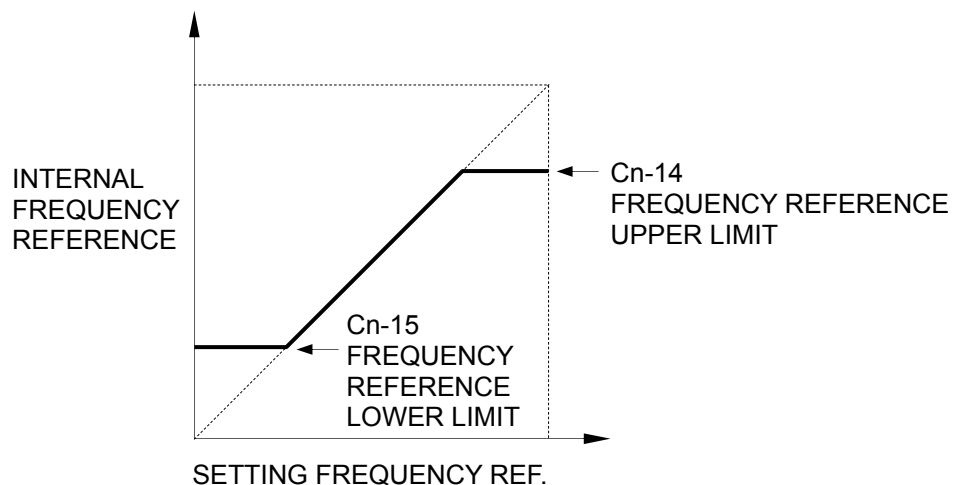 INTERNAL
FREQUENCY
REFERENCE
Cn-14
FREQUENCY REFERENCE
UPPER LIMIT
Cn-15
FREQUENCY
REFERENCE
LOWER LIMIT
SETTING FREQUENCY REF.